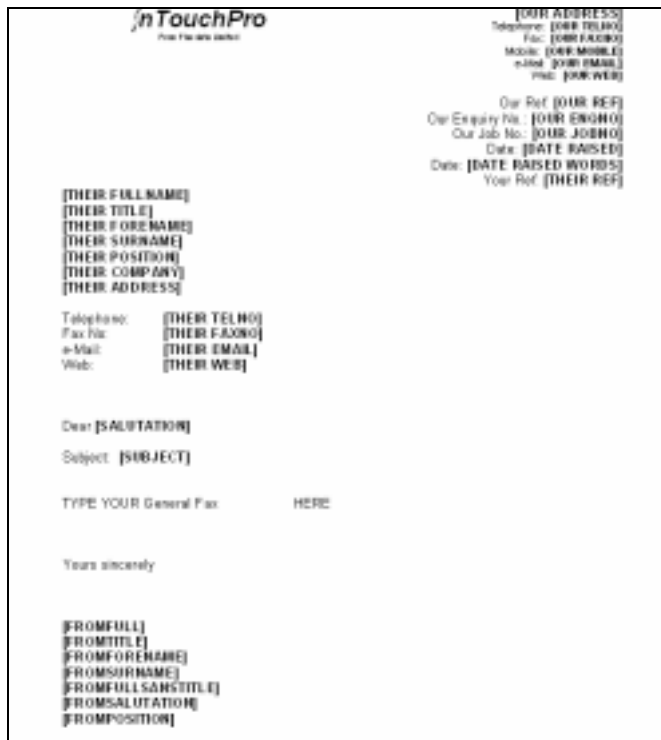 InTouchPro
[OUR ADDRESS]
Telephone: [OUR TELNO]
Fax: [OUR FAXNO]
Mobile: [OUR MOBILE]
e-Mail: [OUR EMAIL]
Web: [OUR WEB]
Our Ref: [OUR REF]
Our Enquiry No.: [OUR ENQNO]
Our Job No.: [OUR JOBNO]
Date: [DATE RAISED]
Date: [DATE RAISED WORDS]
Your Ref: [THEIR REF]
[THEIR FULLNAME]
[THEIR TITLE]
[THEIR FORENAME]
[THEIR SURNAME]
[THEIR POSITION]
[THEIR COMPANY]
[THEIR ADDRESS]
Telephone: [THEIR TELNO]
Fax No: [THEIR FAXNO]
e-Mail: [THEIR EMAIL]
Web: [THEIR WEB]
Dear [SALUTATION]
Subject: [SUBJECT]
TYPE YOUR General Fax HERE
Yours sincerely
[FROMFULL]
[FROMTITLE]
[FROMFORENAME]
[FROMSURNAME]
[FROMFULLSANSTITLE]
[FROMSALUTATION]
[FROMPOSITION]